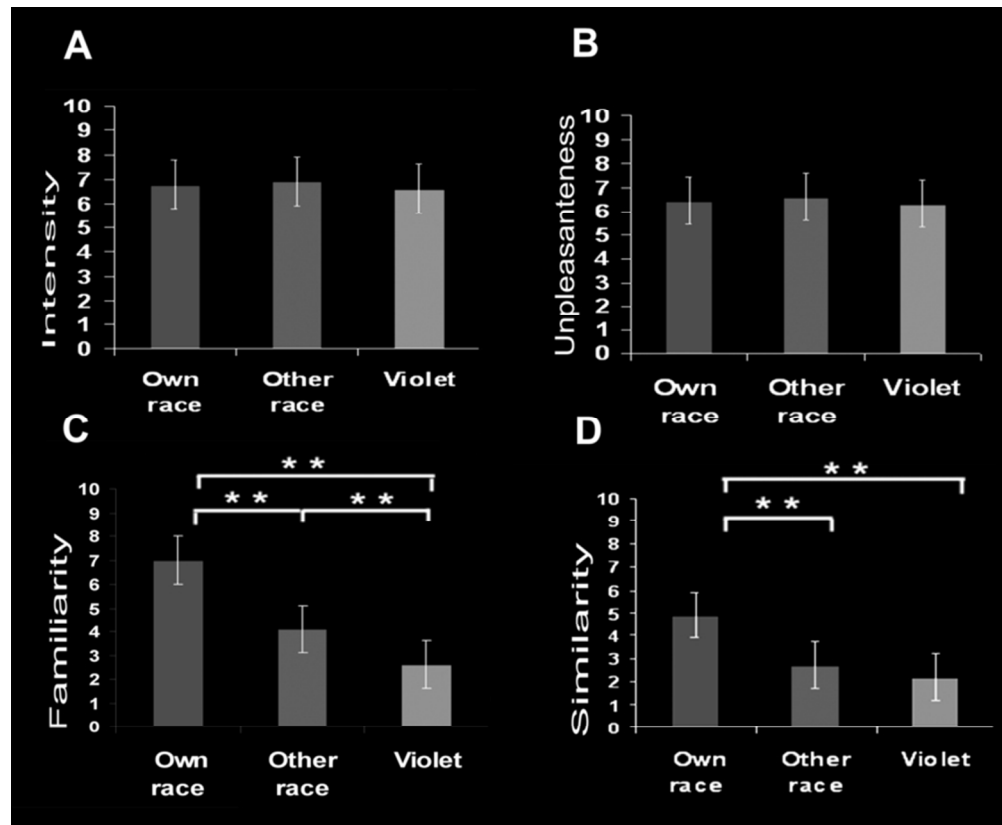 A
Intensity
10
9
8
7
6
5
4
3
2
1
0
Own race
Other race
Violet
B
Unpleasanteness
10
9
8
7
6
5
4
3
2
1
0
Own race
Other race
Violet
C
Familiarity
10
9
8
7
6
5
4
3
2
1
0
* *
* *
* *
Own race
Other race
Violet
D
Similarity
10
9
8
7
6
5
4
3
2
1
0
* *
* *
Own race
Other race
Violet